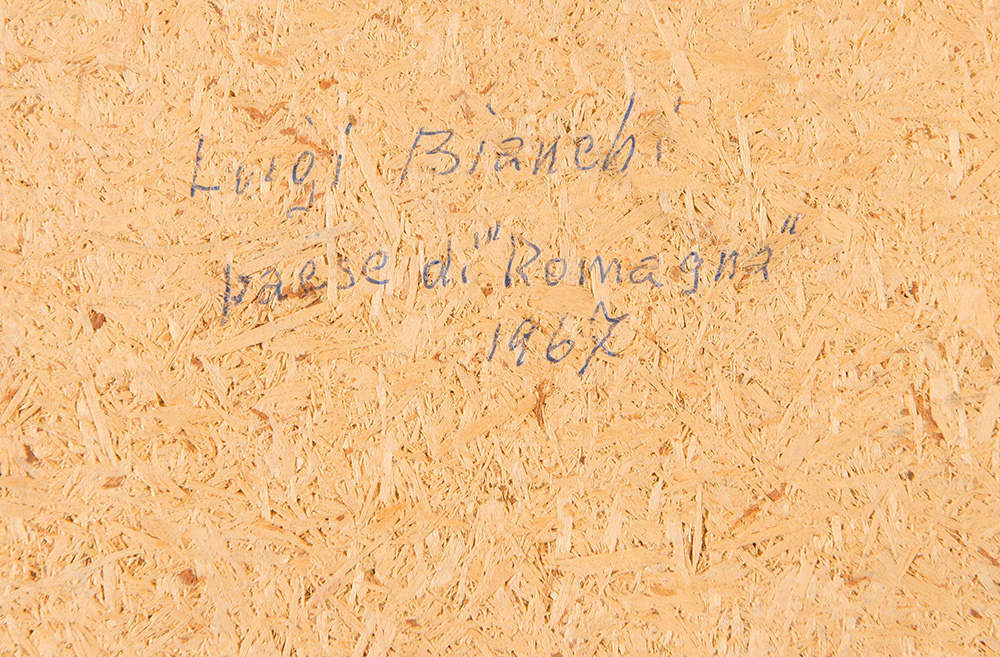 Luigi Bianchi
paese di "Romagna"
1967